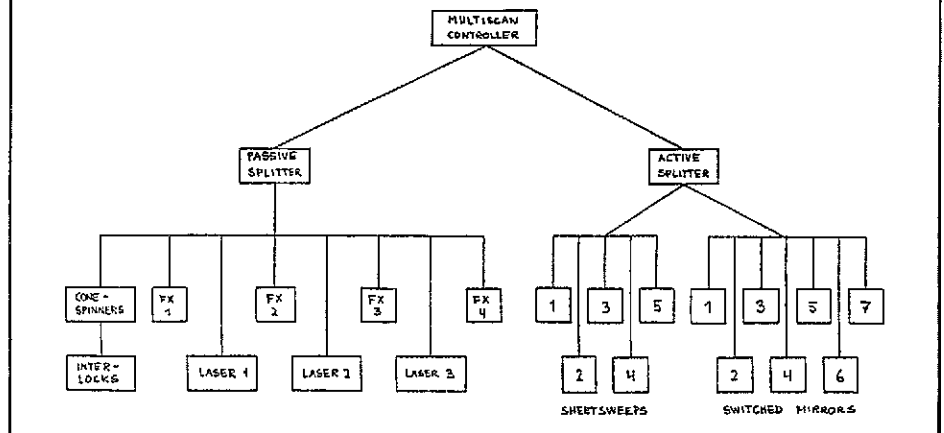 MULTISCAN
CONTROLLER
PASSIVE
SPLITTER
ACTIVE
SPLITTER
CONE-
SPINNERS
FX
1
FX
2
FX
3
FX
4
1
3
5
1
3
5
7
INTER-
LOCKS
LASER 1
LASER 2
LASER 3
2
4
2
4
6
SHEETSWEEPS
SWITCHED MIRRORS